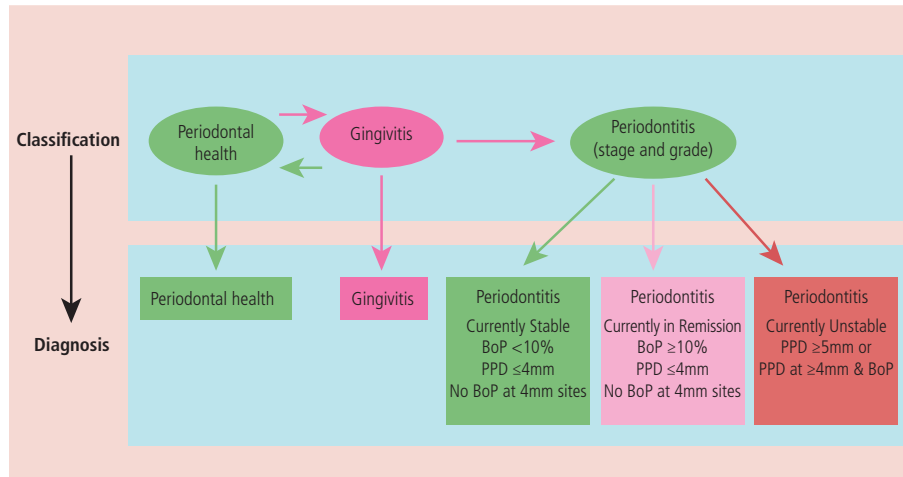 Classification
Periodontal
health
Gingivitis
Periodontitis
(stage and grade)
Diagnosis
Periodontal health
Gingivitis
Periodontitis
Currently Stable
BoP <10%
PPD ≤4mm
No BoP at 4mm sites
Periodontitis
Currently in Remission
BoP ≥10%
PPD ≤4mm
No BoP at 4mm sites
Periodontitis
Currently Unstable
PPD ≥5mm or
PPD at ≥4mm & BoP